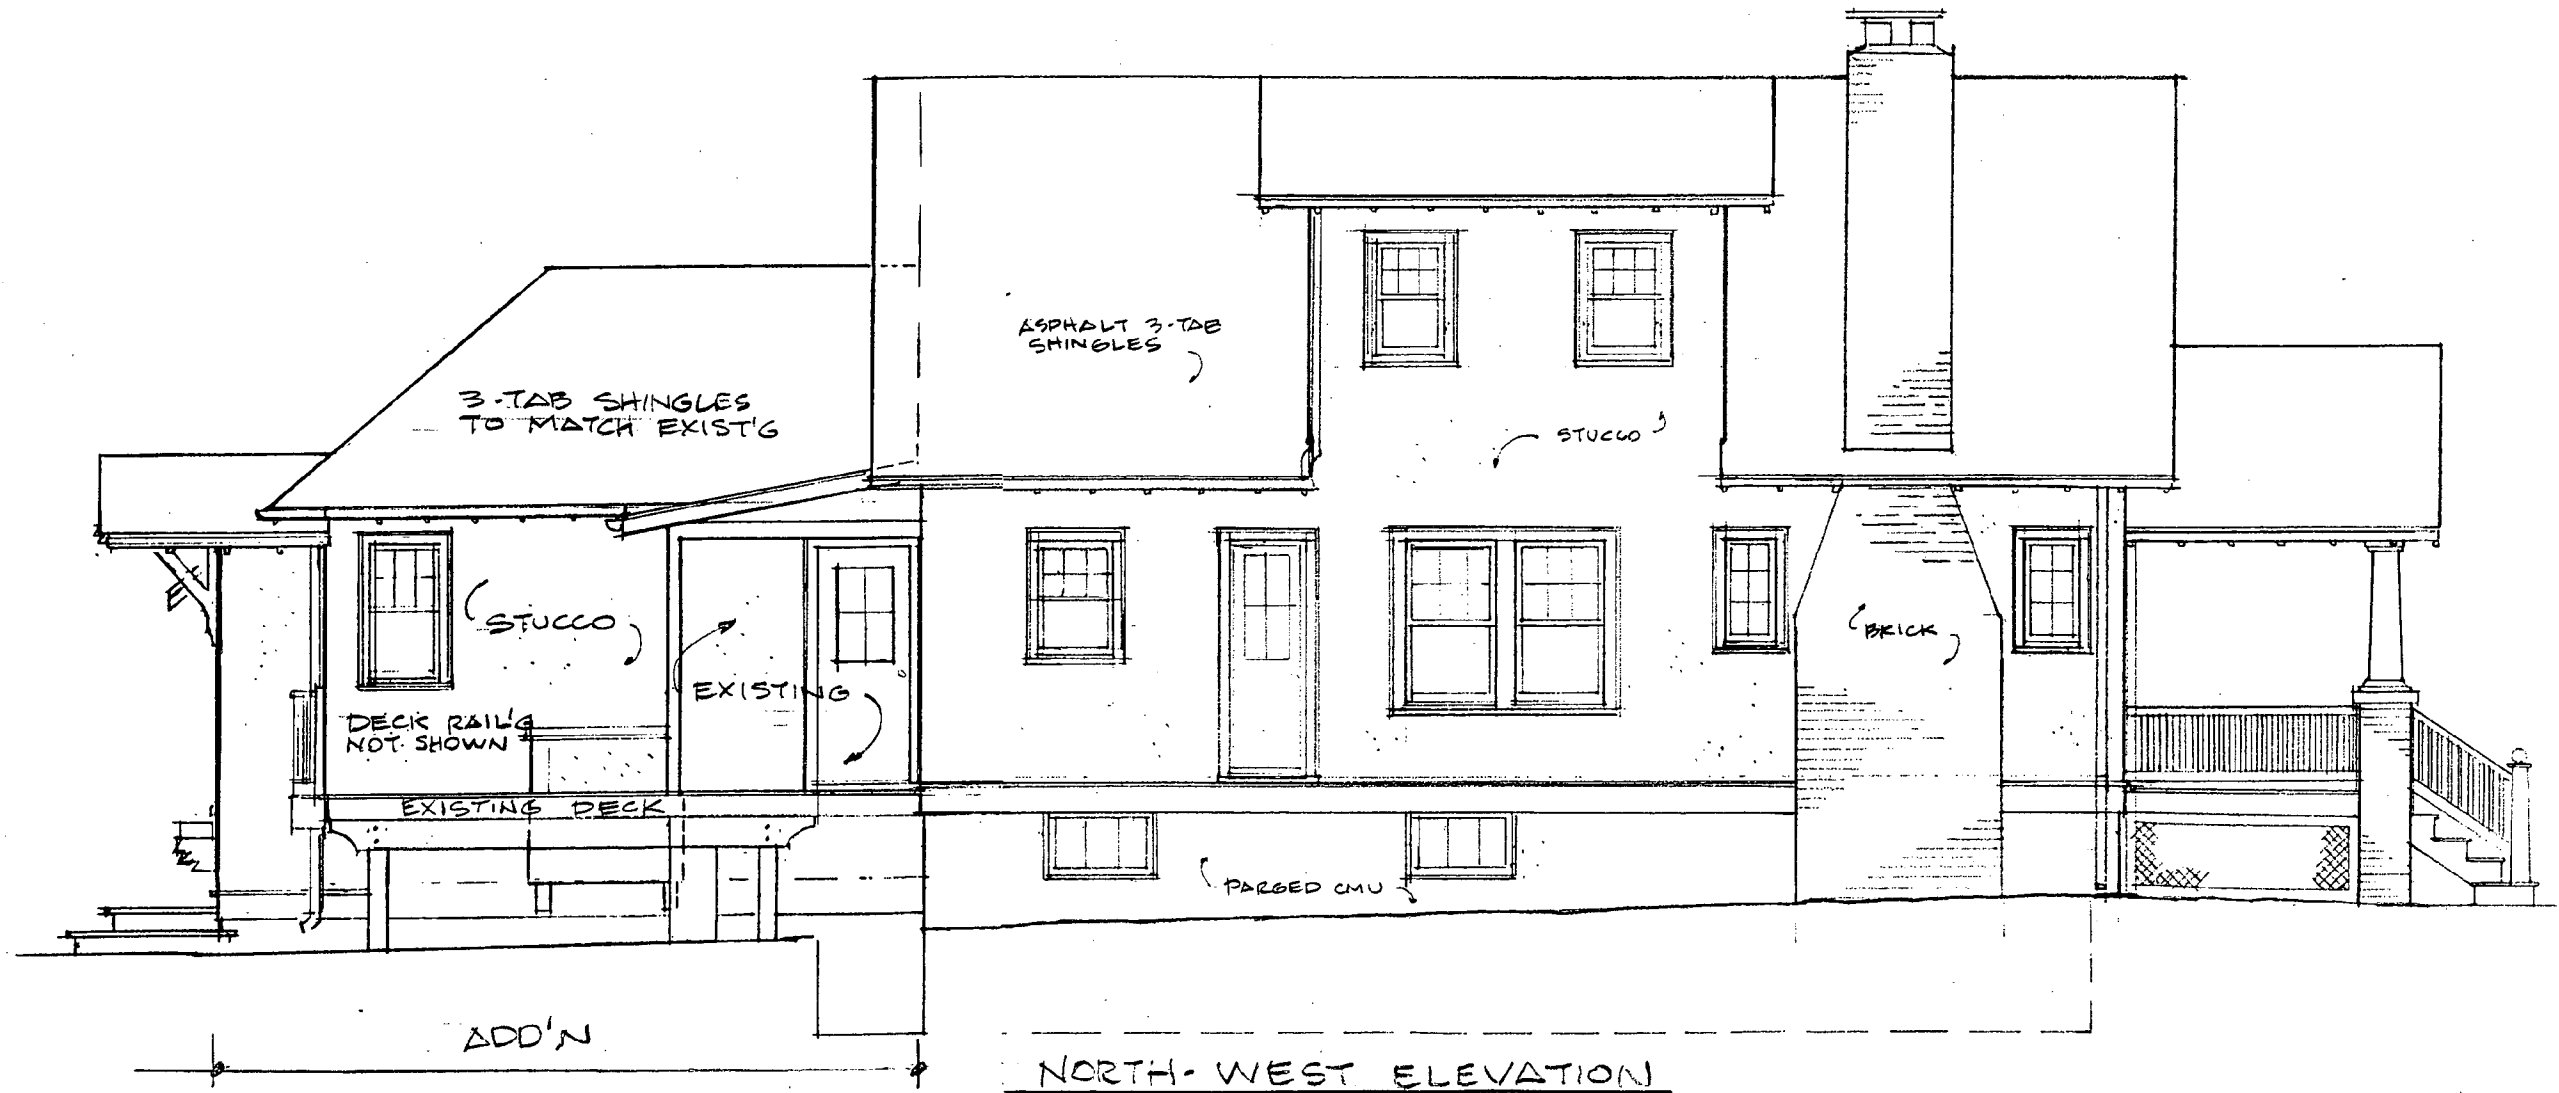 ASPHALT 3-TAB
SHINGLES
3-TAB SHINGLES
TO MATCH EXIST'G
STUCCO
STUCCO
BRICK
EXISTING
DECK RAIL'G
NOT SHOWN
EXISTING DECK
PARGED CMU
ADD'N
NORTH-WEST ELEVATION